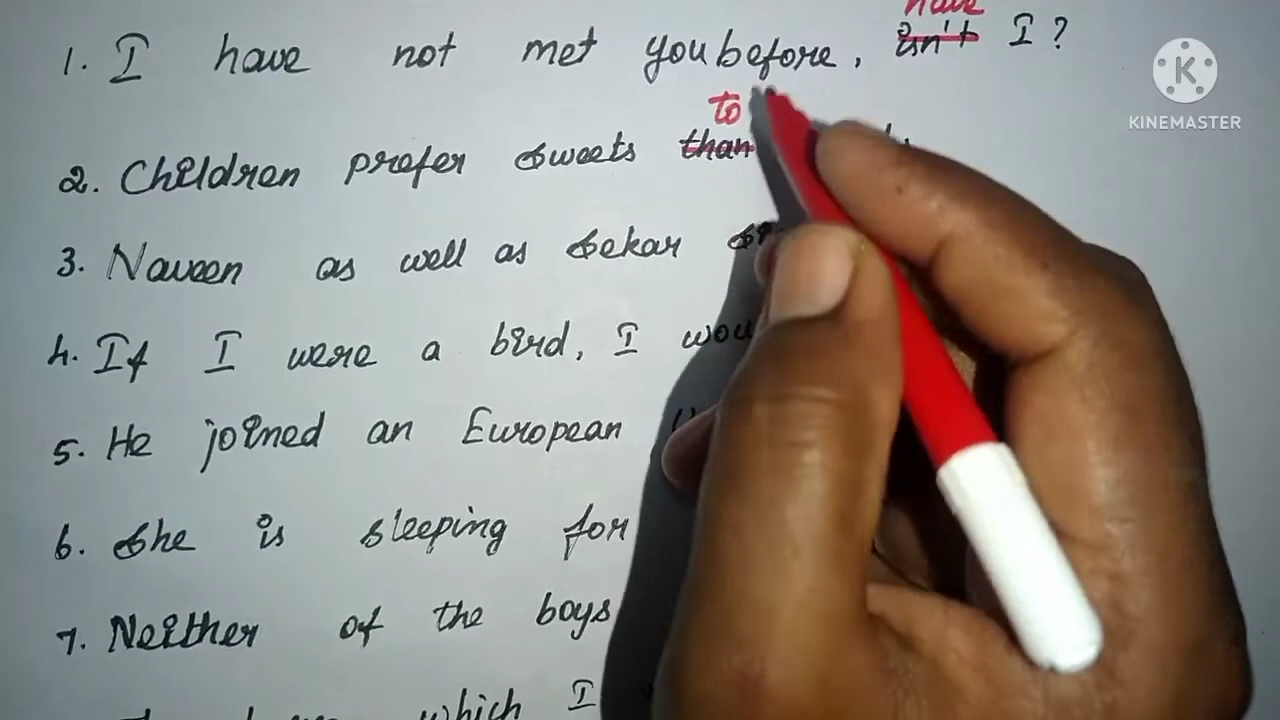 have
1. I have not met you before, isn't I?
KINEMASTER
to
2. Children prefer sweets than
3. Naveen as well as Sekar
4. If I were a bird, I wou
5. He joined an European
6. She is sleeping for
7. Neither of the boys
which I